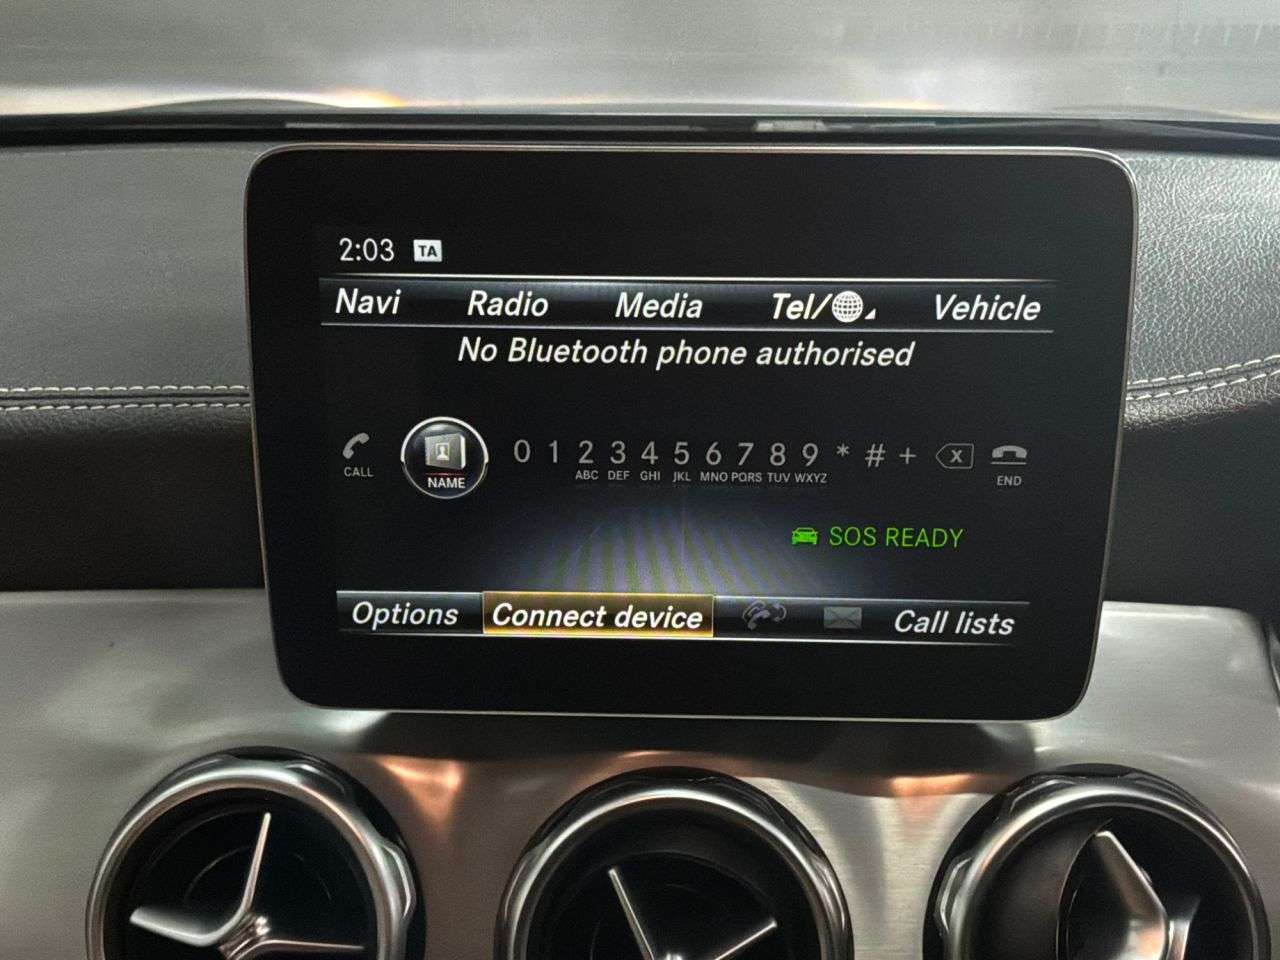 2:03 TA
Navi Radio Media Tel/ Vehicle
No Bluetooth phone authorised
0 1 2 3 4 5 6 7 8 9 * # + X
CALL NAME ABC DEF GHI JKL MNO PQRS TUV WXYZ END
SOS READY
Options Connect device Call lists